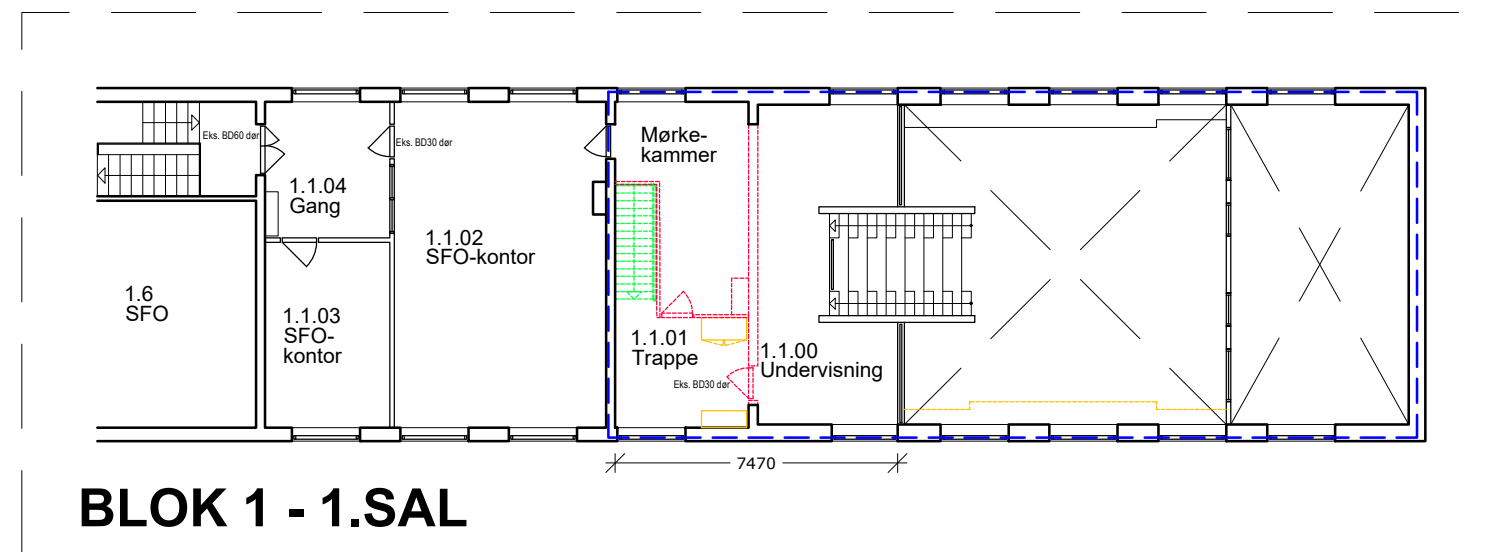 Eks. BD60 dør
Eks. BD30 dør
Mørke-
kammer
1.1.04
Gang
1.1.02
SFO-kontor
1.6
SFO
1.1.03
SFO-
kontor
1.1.01
Trappe
1.1.00
Undervisning
Eks. BD30 dør
7470
BLOK 1 - 1.SAL